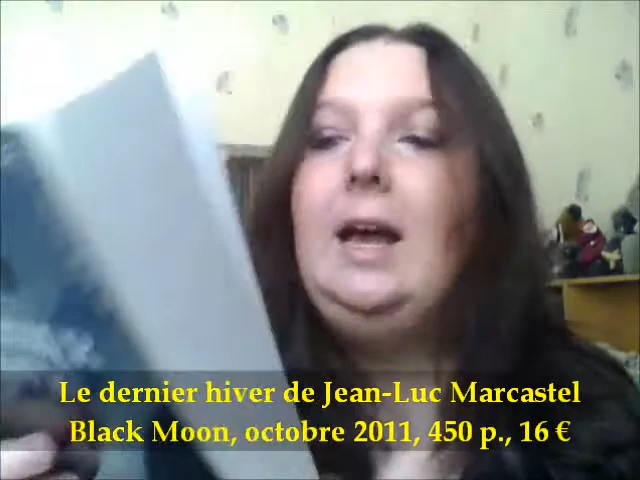 Le dernier hiver de Jean-Luc Marcastel
Black Moon, octobre 2011, 450 p., 16 €